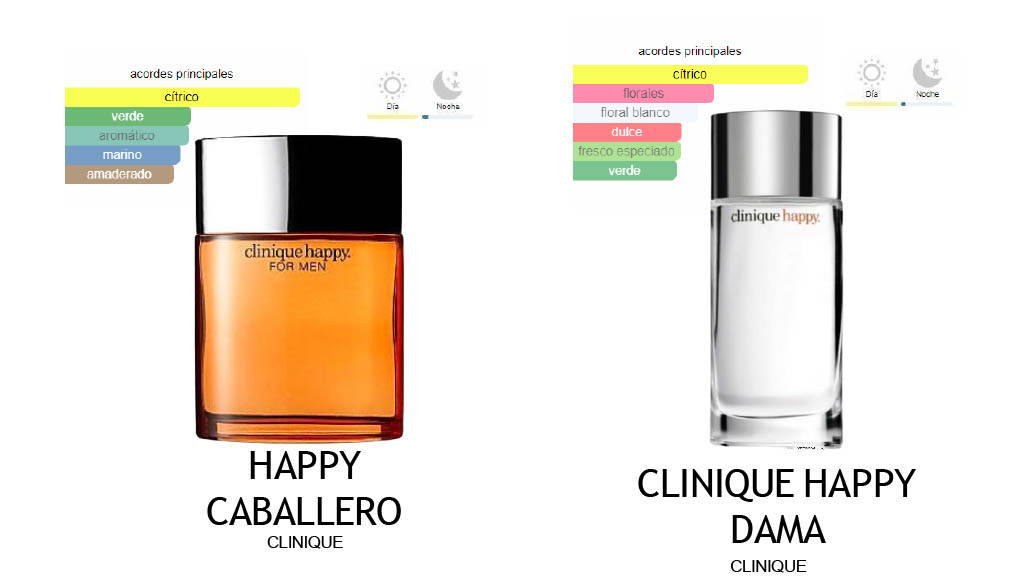 acordes principales
cítrico
verde
aromático
marino
amaderado
Día
Noche
clinique happy.
FOR MEN
HAPPY
CABALLERO
CLINIQUE
acordes principales
cítrico
florales
floral blanco
dulce
fresco especiado
verde
Día
Noche
clinique happy.
CLINIQUE HAPPY
DAMA
CLINIQUE